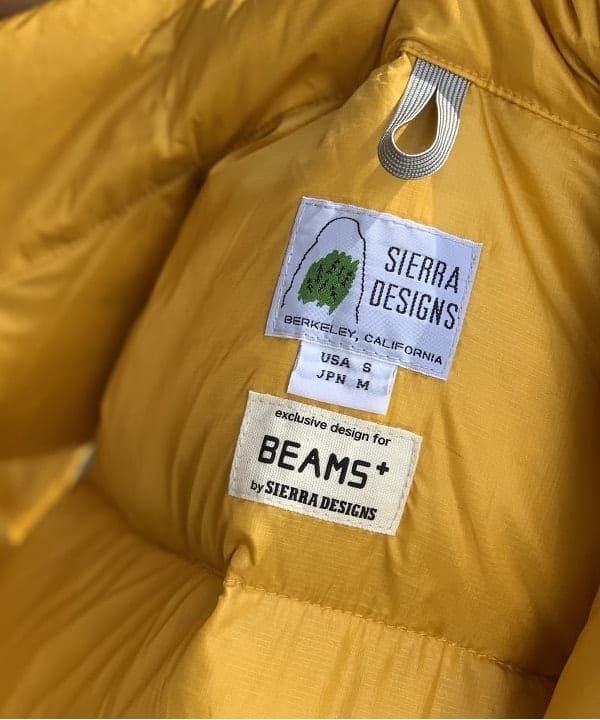 SIERRA
DESIGNS
BERKELEY, CALIFORNIA
USA S
JPN M
exclusive design for
BEAMS+
by SIERRA DESIGNS